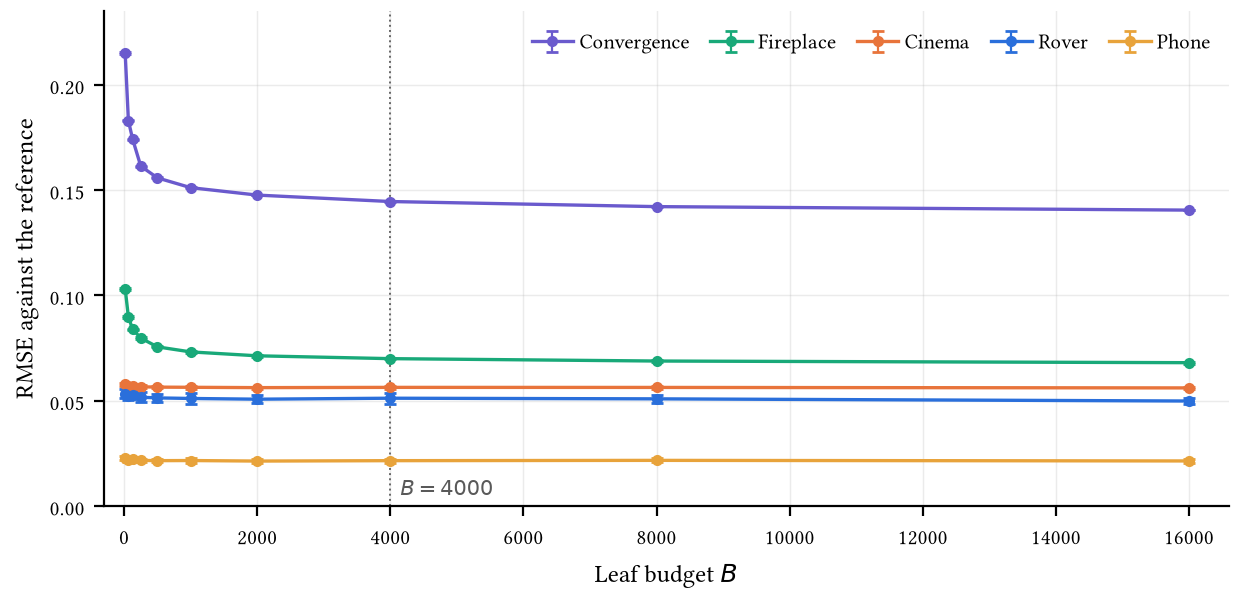 Convergence Fireplace Cinema Rover Phone
RMSE against the reference
0.20
0.15
0.10
0.05
0.00
B = 4000
0 2000 4000 6000 8000 10000 12000 14000 16000
Leaf budget B